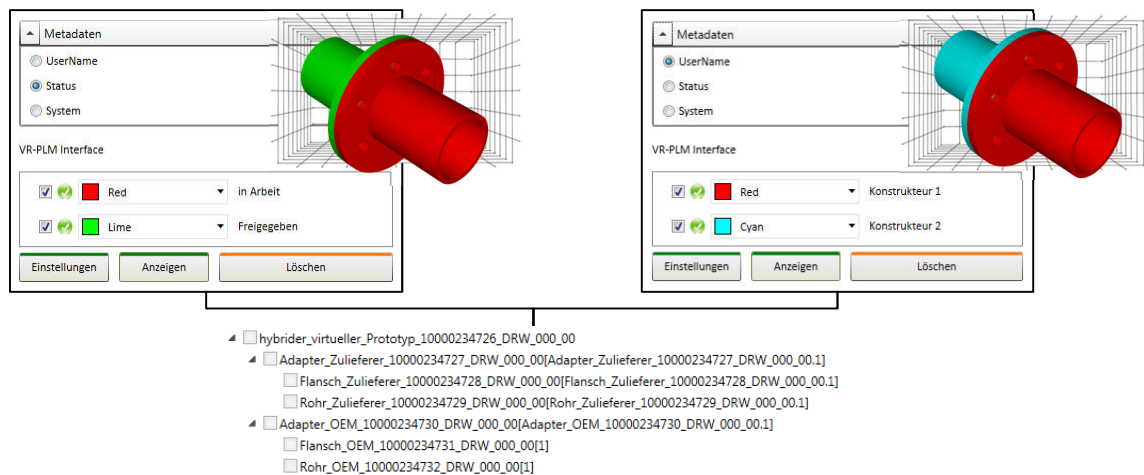 Metadaten
UserName
Status
System
VR-PLM Interface
Red in Arbeit
Lime Freigegeben
Einstellungen Anzeigen Löschen
Metadaten
UserName
Status
System
VR-PLM Interface
Red Konstrukteur 1
Cyan Konstrukteur 2
Einstellungen Anzeigen Löschen
hybrider_virtueller_Prototyp_10000234726_DRW_000_00
Adapter_Zulieferer_10000234727_DRW_000_00[Adapter_Zulieferer_10000234727_DRW_000_00.1]
Flansch_Zulieferer_10000234728_DRW_000_00[Flansch_Zulieferer_10000234728_DRW_000_00.1]
Rohr_Zulieferer_10000234729_DRW_000_00[Rohr_Zulieferer_10000234729_DRW_000_00.1]
Adapter_OEM_10000234730_DRW_000_00[Adapter_OEM_10000234730_DRW_000_00.1]
Flansch_OEM_10000234731_DRW_000_00[1]
Rohr_OEM_10000234732_DRW_000_00[1]